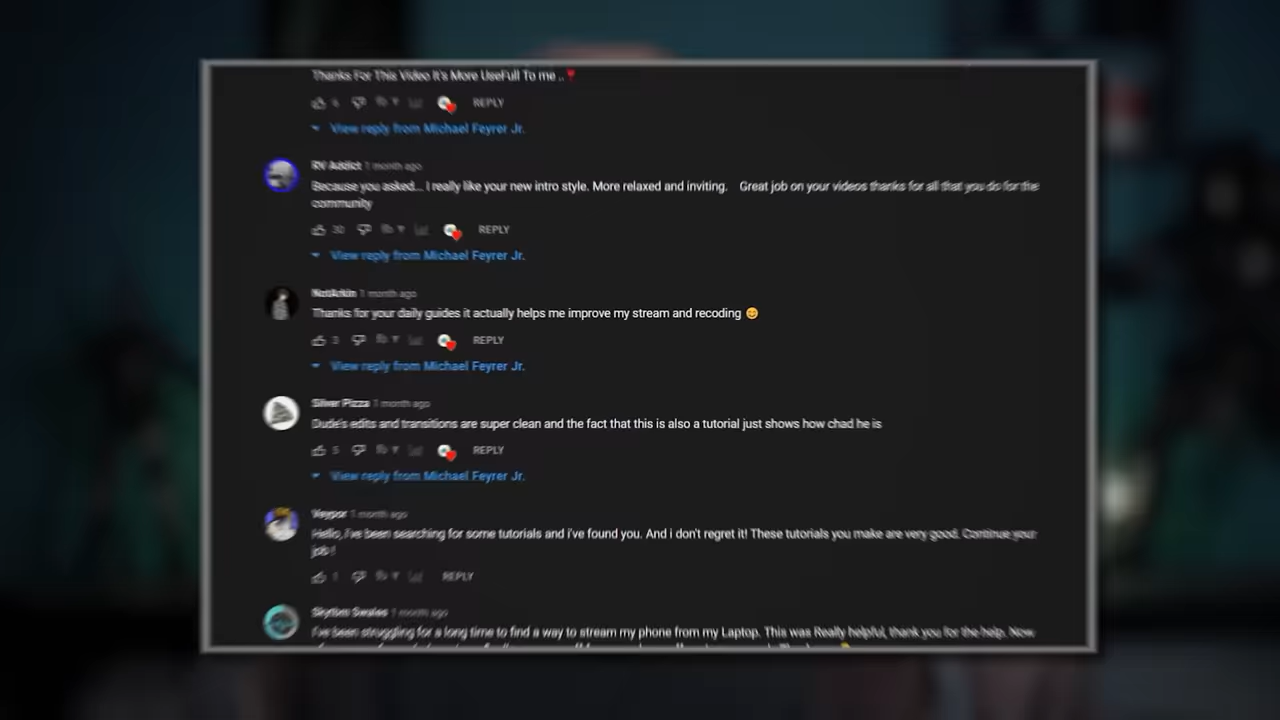 Thanks For This Video It's More UseFull To me ..
REPLY
View reply from Michael Feyrer Jr.
RV Addict 1 month ago
Because you asked... I really like your new intro style. More relaxed and inviting. Great job on your videos thanks for all that you do for the
community
30 REPLY
View reply from Michael Feyrer Jr.
1 month ago
Thanks for your daily guides it actually helps me improve my stream and recoding 😊
3 REPLY
View reply from Michael Feyrer Jr.
Silver Pizza 1 month ago
Dude's edits and transitions are super clean and the fact that this is also a tutorial just shows how chad he is
5 REPLY
View reply from Michael Feyrer Jr.
1 month ago
Hello, i've been searching for some tutorials and i've found you. And i don't regret it! These tutorials you make are very good. Continue your
job !
1 REPLY
1 month ago
I've been struggling for a long time to find a way to stream my phone from my Laptop. This was Really helpful, thank you for the help. Now